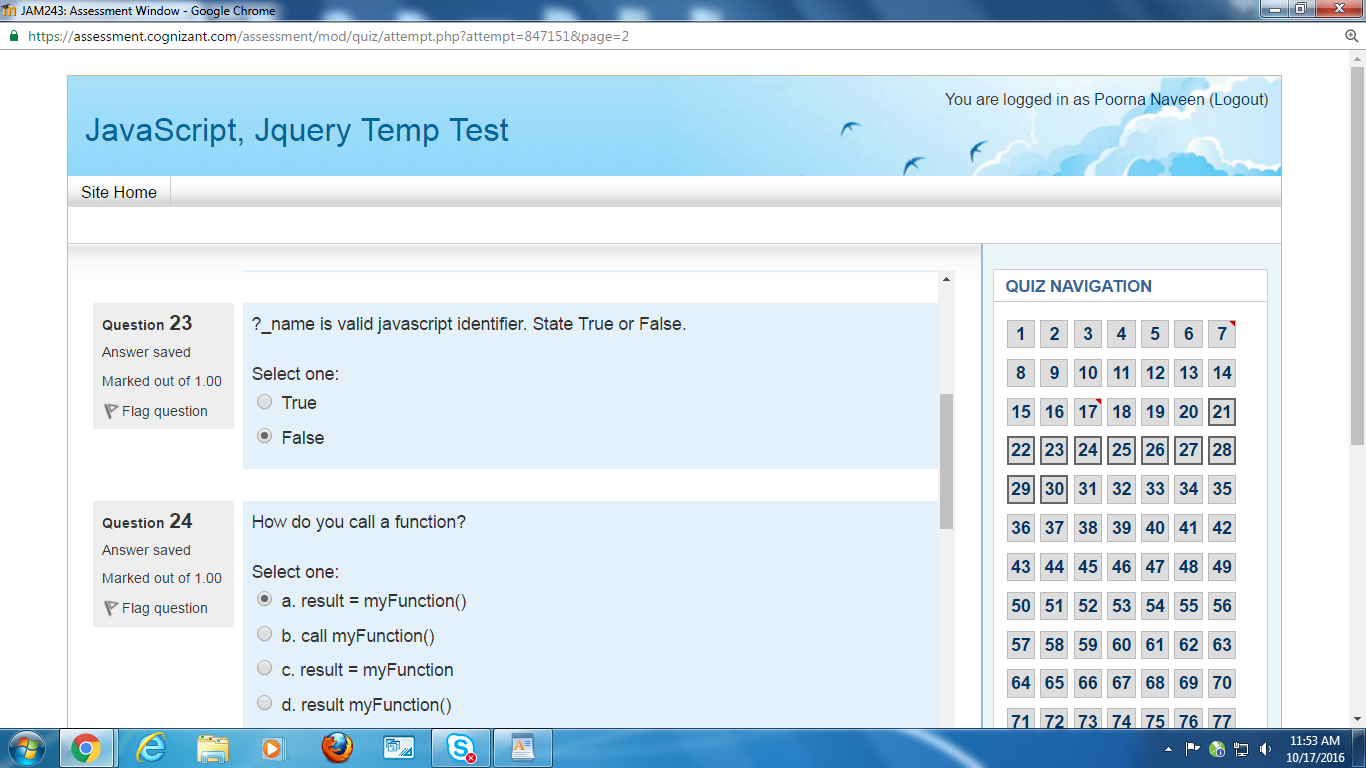 JAM243: Assessment Window - Google Chrome
https://assessment.cognizant.com/assessment/mod/quiz/attempt.php?attempt=847151&page=2
You are logged in as Poorna Naveen (Logout)
JavaScript, Jquery Temp Test
Site Home
Question 23
Answer saved
Marked out of 1.00
Flag question
?_name is valid javascript identifier. State True or False.
Select one:
True
False
Question 24
Answer saved
Marked out of 1.00
Flag question
How do you call a function?
Select one:
a. result = myFunction()
b. call myFunction()
c. result = myFunction
d. result myFunction()
QUIZ NAVIGATION
1 2 3 4 5 6 7
8 9 10 11 12 13 14
15 16 17 18 19 20 21
22 23 24 25 26 27 28
29 30 31 32 33 34 35
36 37 38 39 40 41 42
43 44 45 46 47 48 49
50 51 52 53 54 55 56
57 58 59 60 61 62 63
64 65 66 67 68 69 70
71 72 73 74 75 76 77
11:53 AM
10/17/2016